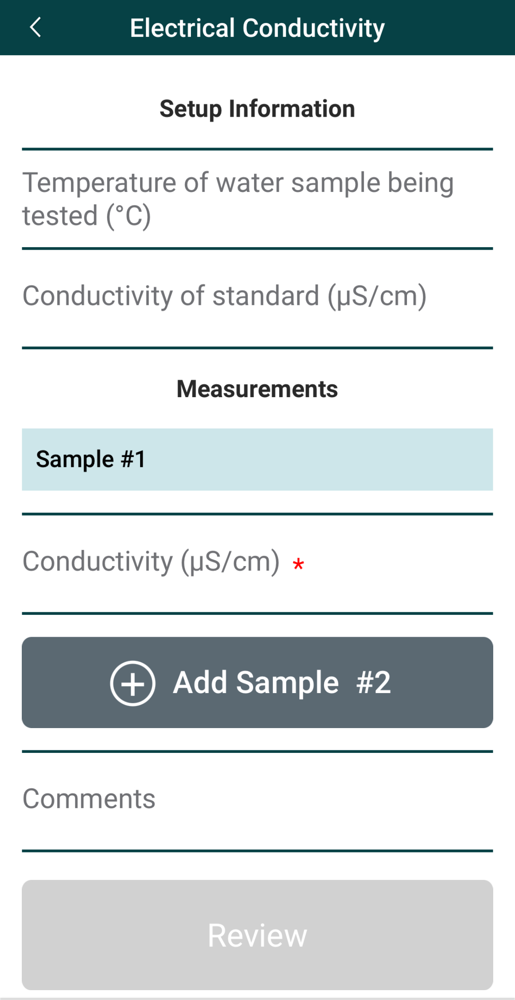 Electrical Conductivity
Setup Information
Temperature of water sample being
tested (°C)
Conductivity of standard (µS/cm)
Measurements
Sample #1
Conductivity (µS/cm) *
Add Sample #2
Comments
Review